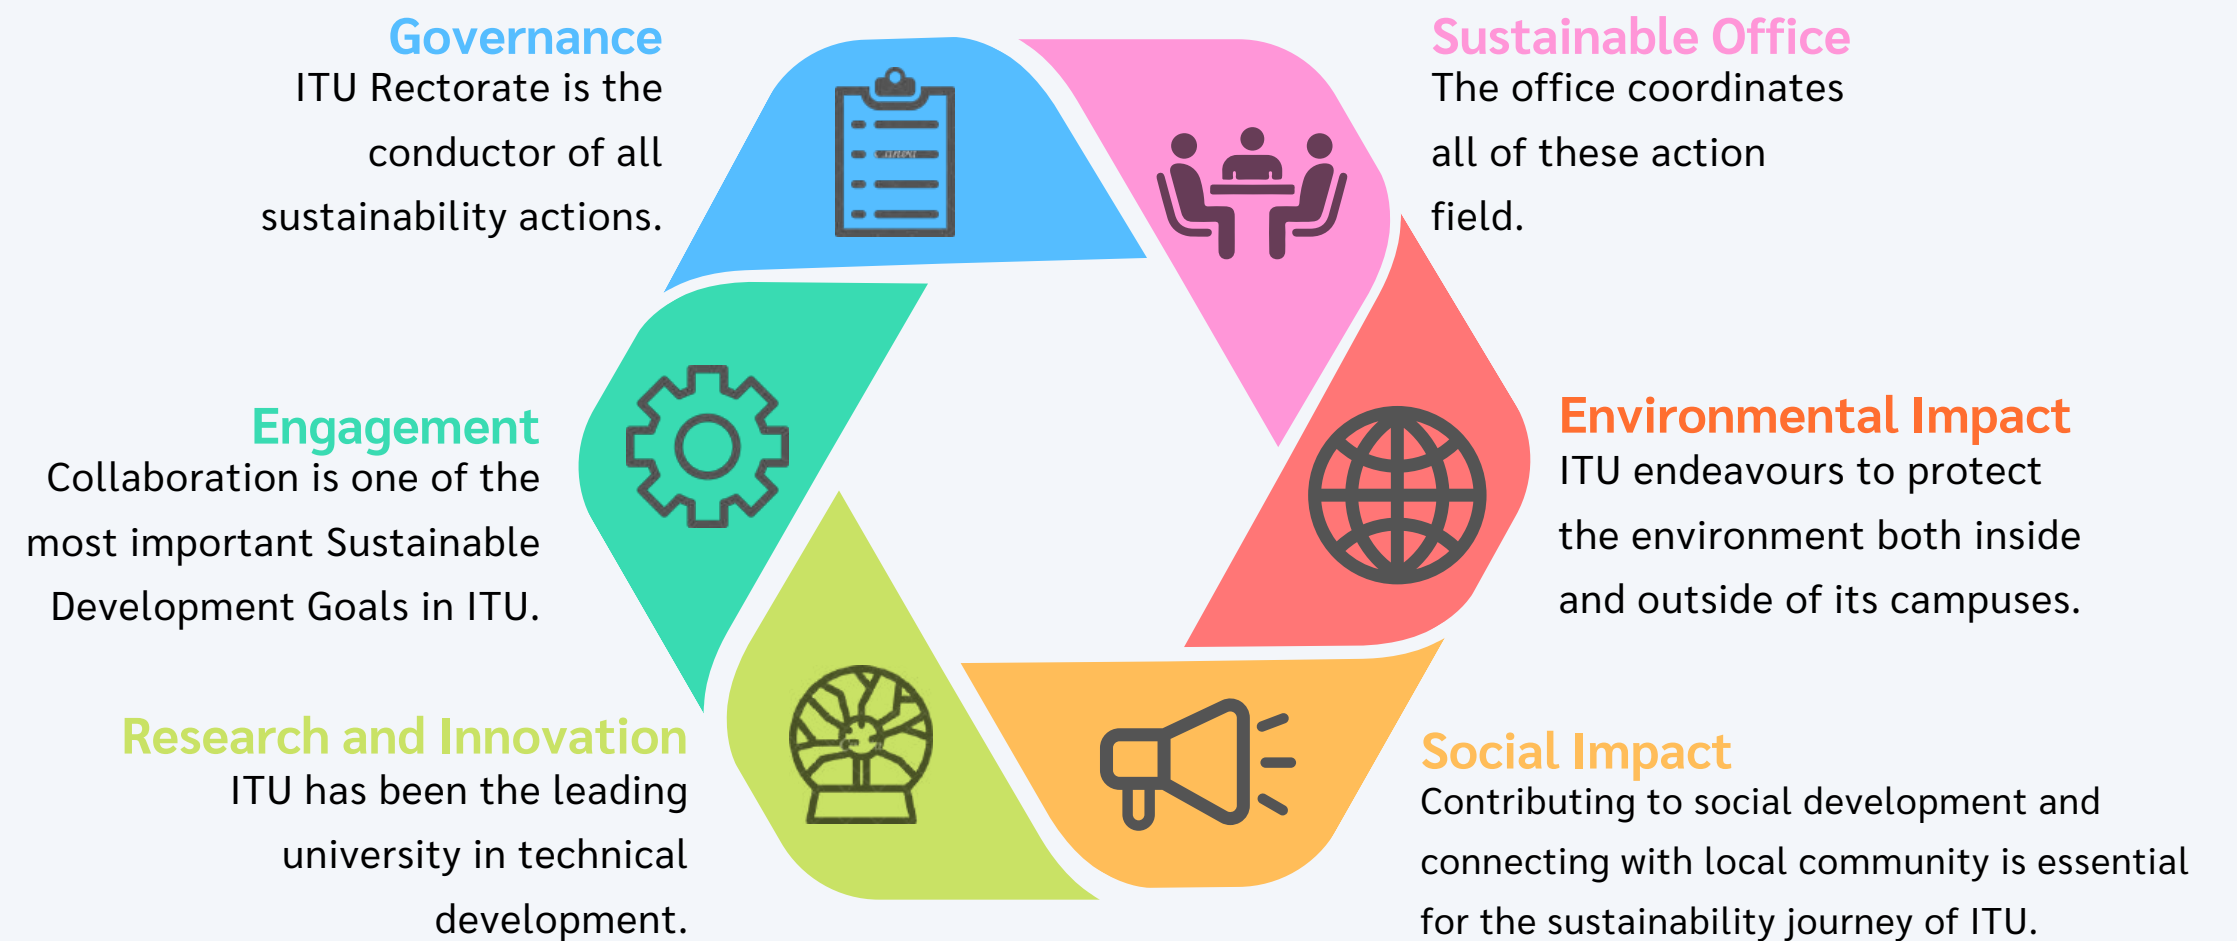 Governance
ITU Rectorate is the
conductor of all
sustainability actions.
Sustainable Office
The office coordinates
all of these action
field.
Engagement
Collaboration is one of the
most important Sustainable
Development Goals in ITU.
Environmental Impact
ITU endeavours to protect
the environment both inside
and outside of its campuses.
Research and Innovation
ITU has been the leading
university in technical
development.
Social Impact
Contributing to social development and
connecting with local community is essential
for the sustainability journey of ITU.